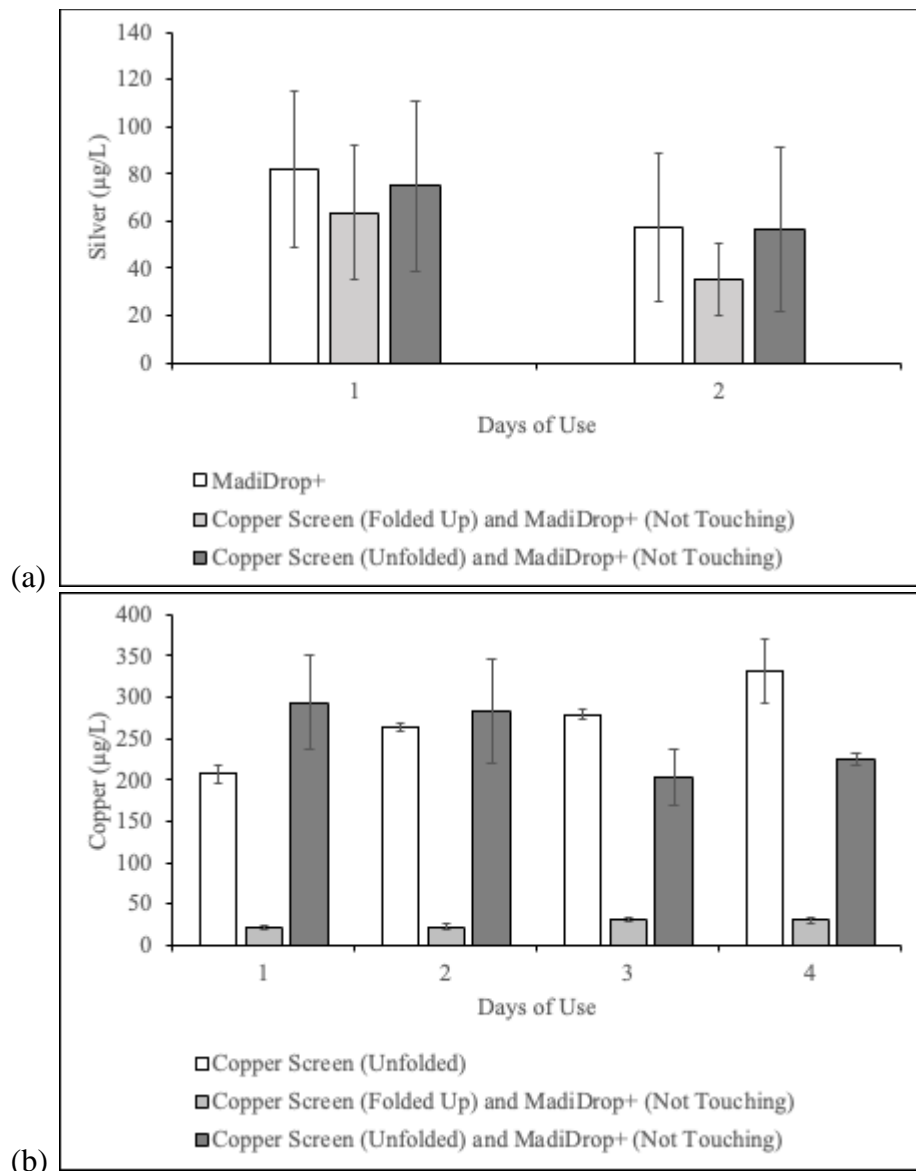 140
120
100
80
60
40
20
0
Silver (µg/L)
1 2
Days of Use
MadiDrop+
Copper Screen (Folded Up) and MadiDrop+ (Not Touching)
Copper Screen (Unfolded) and MadiDrop+ (Not Touching)
(a)
400
350
300
250
200
150
100
50
0
Copper (µg/L)
1 2 3 4
Days of Use
Copper Screen (Unfolded)
Copper Screen (Folded Up) and MadiDrop+ (Not Touching)
Copper Screen (Unfolded) and MadiDrop+ (Not Touching)
(b)